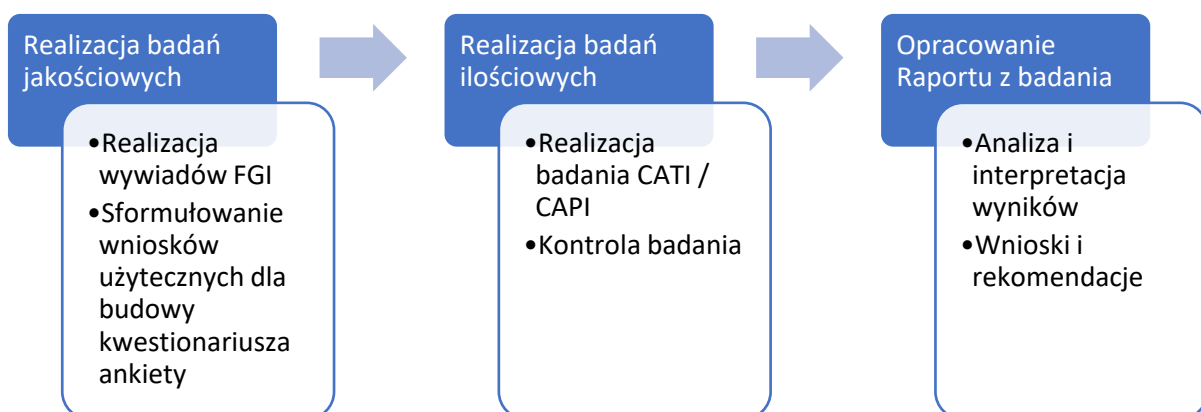 Realizacja badań
jakościowych
•Realizacja
wywiadów FGI
•Sformułowanie
wniosków
użytecznych dla
budowy
kwestionariusza
ankiety
Realizacja badań
ilościowych
•Realizacja
badania CATI /
CAPI
•Kontrola badania
Opracowanie
Raportu z badania
•Analiza i
interpretacja
wyników
•Wnioski i
rekomendacje